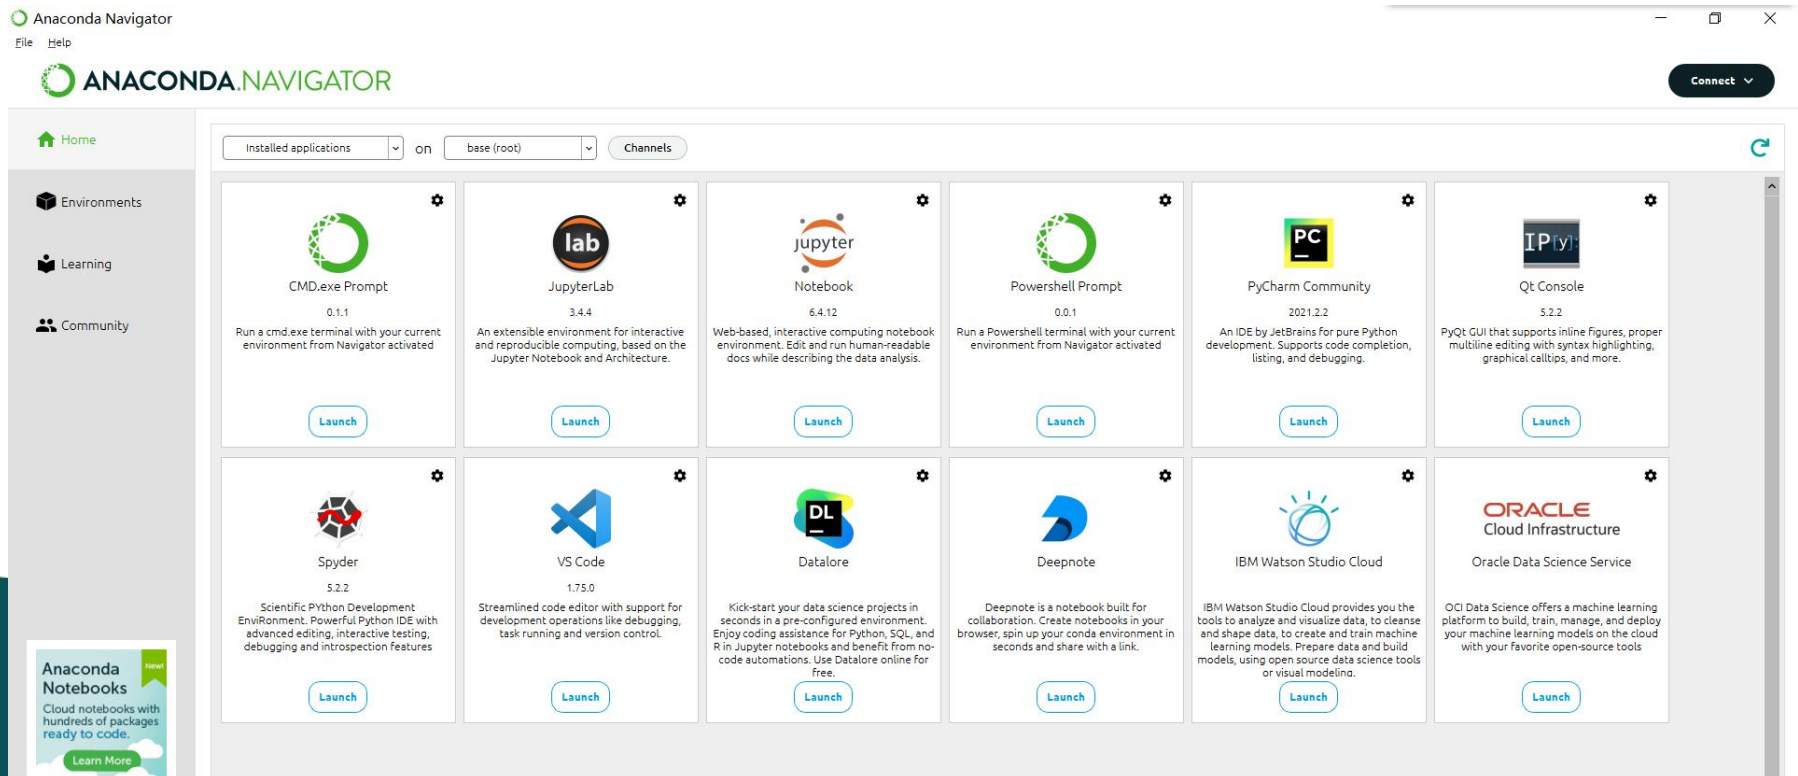 Anaconda Navigator
File Help
ANACONDA.NAVIGATOR
Connect
Home
Environments
Learning
Community
Installed applications on base (root) Channels
CMD.exe Prompt
0.1.1
Run a cmd.exe terminal with your current
environment from Navigator activated
Launch
lab
JupyterLab
3.4.4
An extensible environment for interactive
and reproducible computing, based on the
Jupyter Notebook and Architecture.
Launch
jupyter
Notebook
6.4.12
Web-based, interactive computing notebook
environment. Edit and run human-readable
docs while describing the data analysis.
Launch
Powershell Prompt
0.0.1
Run a Powershell terminal with your current
environment from Navigator activated
Launch
PC
PyCharm Community
2021.2.2
An IDE by JetBrains for pure Python
development. Supports code completion,
listing, and debugging.
Launch
IP[y]:
Qt Console
5.2.2
PyQt GUI that supports inline figures, proper
multiline editing with syntax highlighting,
graphical calltips, and more.
Launch
Spyder
5.2.2
Scientific PYthon Development
EnviRonment. Powerful Python IDE with
advanced editing, interactive testing,
debugging and introspection features
Launch
VS Code
1.75.0
Streamlined code editor with support for
development operations like debugging,
task running and version control.
Launch
DL
Datalore
Kick-start your data science projects in
seconds in a pre-configured environment.
Enjoy coding assistance for Python, SQL, and
R in Jupyter notebooks and benefit from no-
code automations. Use Datalore online for
free.
Launch
Deepnote
Deepnote is a notebook built for
collaboration. Create notebooks in your
browser, spin up your conda environment in
seconds and share with a link.
Launch
IBM Watson Studio Cloud
IBM Watson Studio Cloud provides you the
tools to analyze and visualize data, to cleanse
and shape data, to create and train machine
learning models. Prepare data and build
models, using open source data science tools
or visual modeling.
Launch
ORACLE
Cloud Infrastructure
Oracle Data Science Service
OCI Data Science offers a machine learning
platform to build, train, manage, and deploy
your machine learning models on the cloud
with your favorite open-source tools
Launch
Anaconda
Notebooks
New!
Cloud notebooks with
hundreds of packages
ready to code.
Learn More